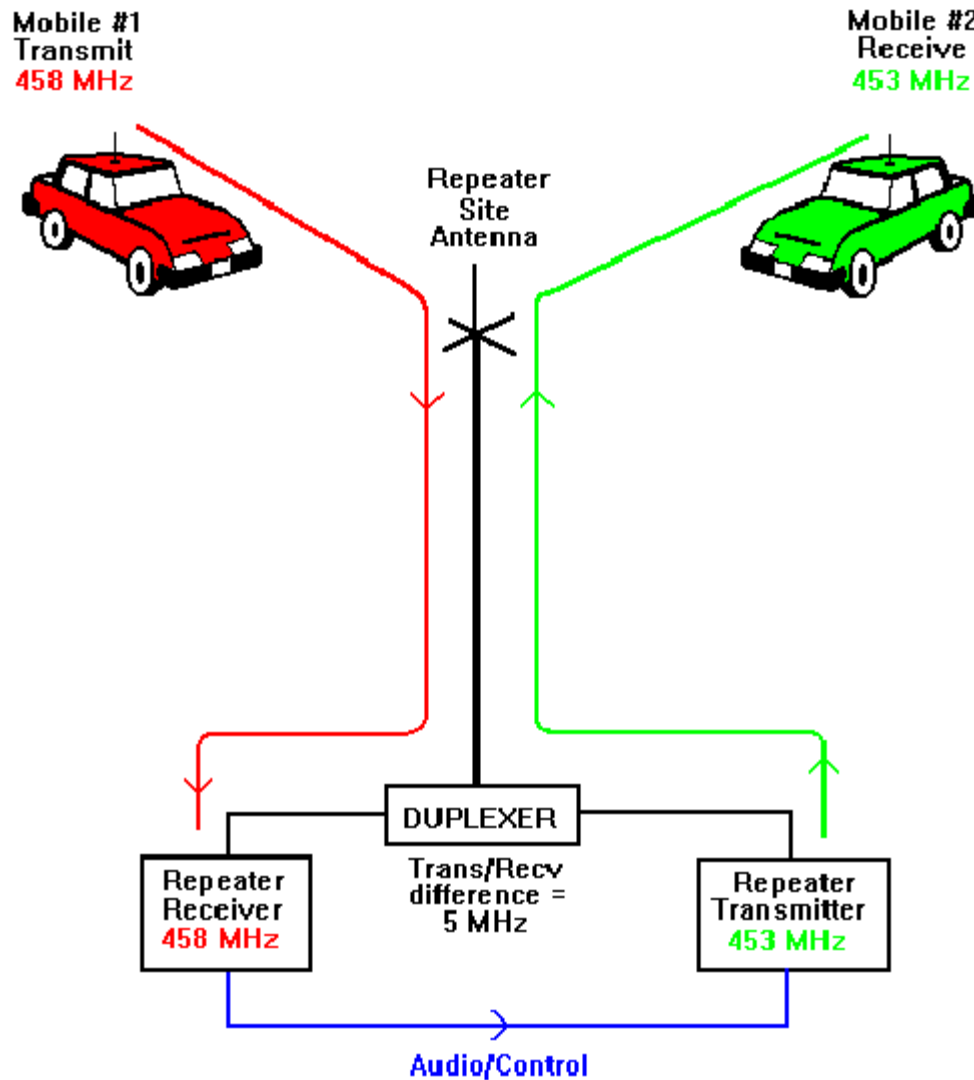 Mobile #1
Transmit
458 MHz
Mobile #2
Receive
453 MHz
Repeater
Site
Antenna
DUPLEXER
Trans/Recv
difference =
5 MHz
Repeater
Receiver
458 MHz
Repeater
Transmitter
453 MHz
Audio/Control